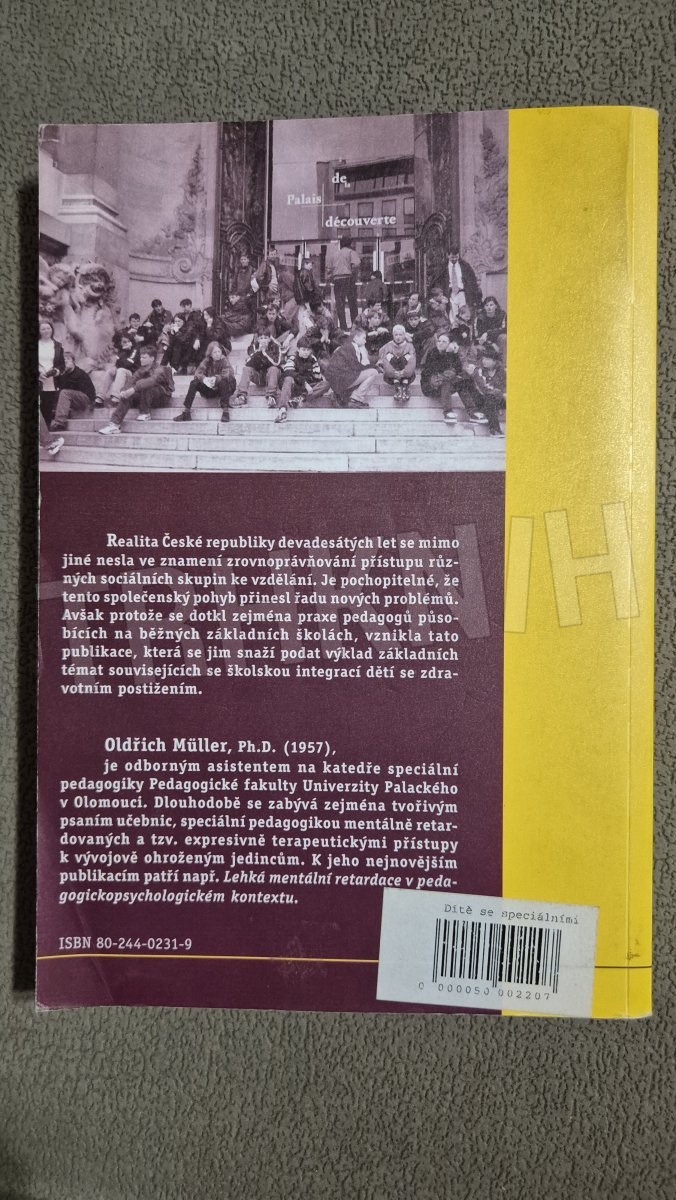 de
la
Palais
découverte
Realita České republiky devadesátých let se mimo
jiné nesla ve znamení zrovnoprávňování přístupu růz-
ných sociálních skupin ke vzdělání. Je pochopitelné, že
tento společenský pohyb přinesl řadu nových problémů.
Avšak protože se dotkl zejména praxe pedagogů půso-
bících na běžných základních školách, vznikla tato
publikace, která se jim snaží podat výklad základních
témat souvisejících se školskou integrací dětí se zdra-
votním postižením.
Oldřich Müller, Ph.D. (1957),
je odborným asistentem na katedře speciální
pedagogiky Pedagogické fakulty Univerzity Palackého
v Olomouci. Dlouhodobě se zabývá zejména tvořivým
psaním učebnic, speciální pedagogikou mentálně retar-
dovaných a tzv. expresivně terapeutickými přístupy
k vývojově ohroženým jedincům. K jeho nejnovějším
publikacím patří např. Lehká mentální retardace v peda-
gogickopsychologickém kontextu.
ISBN 80-244-0231-9
Dítě se speciálními
0 000050 002207